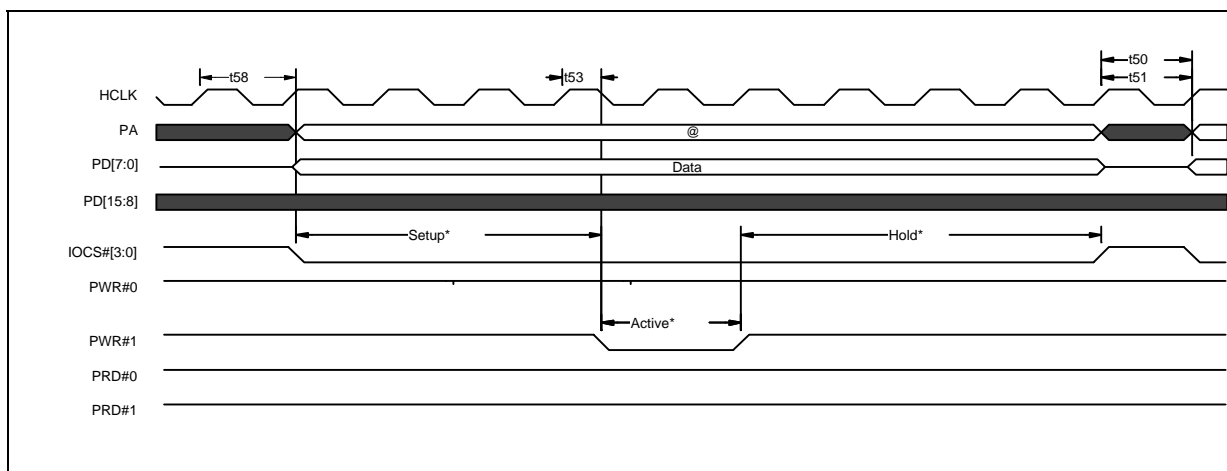 t58
t53
t50
t51
HCLK
PA
@
PD[7:0]
Data
PD[15:8]
Setup*
Hold*
IOCS#[3:0]
PWR#0
Active*
PWR#1
PRD#0
PRD#1